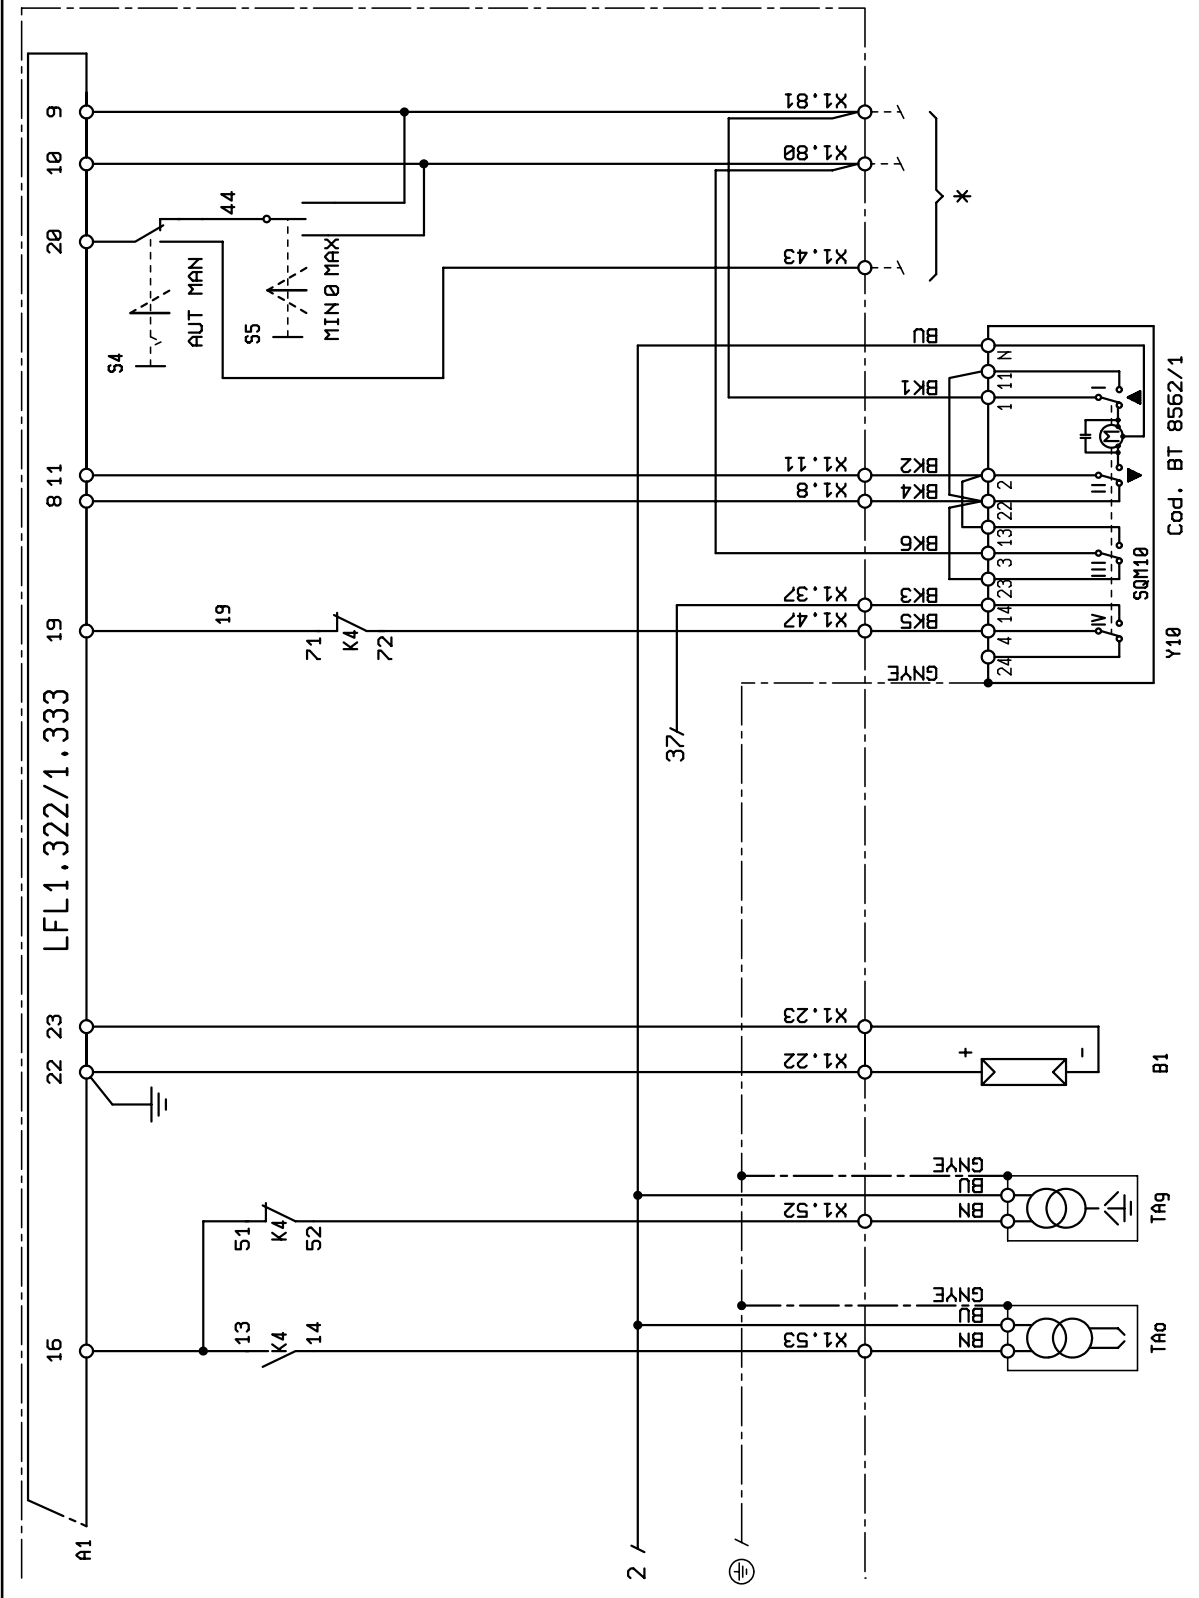 LFL1.322/1.333
A1
16
22
23
19
8
11
20
10
9
13
K4
14
51
K4
52
71
K4
72
19
S4
AUT MAN
S5
MIN 0 MAX
44
2
37
X1.53
X1.52
X1.22
X1.23
X1.47
X1.37
X1.8
X1.11
X1.43
X1.80
X1.81
*
BN
BU
GNYE
BN
BU
GNYE
GNYE
BK5
BK3
BK6
BK4
BK2
BK1
BU
+
-
24
4
14
23
3
13
22
2
1
11
N
IV
III
II
I
M
SQM10
TAo
TAg
B1
Y10
Cod. BT 8562/1